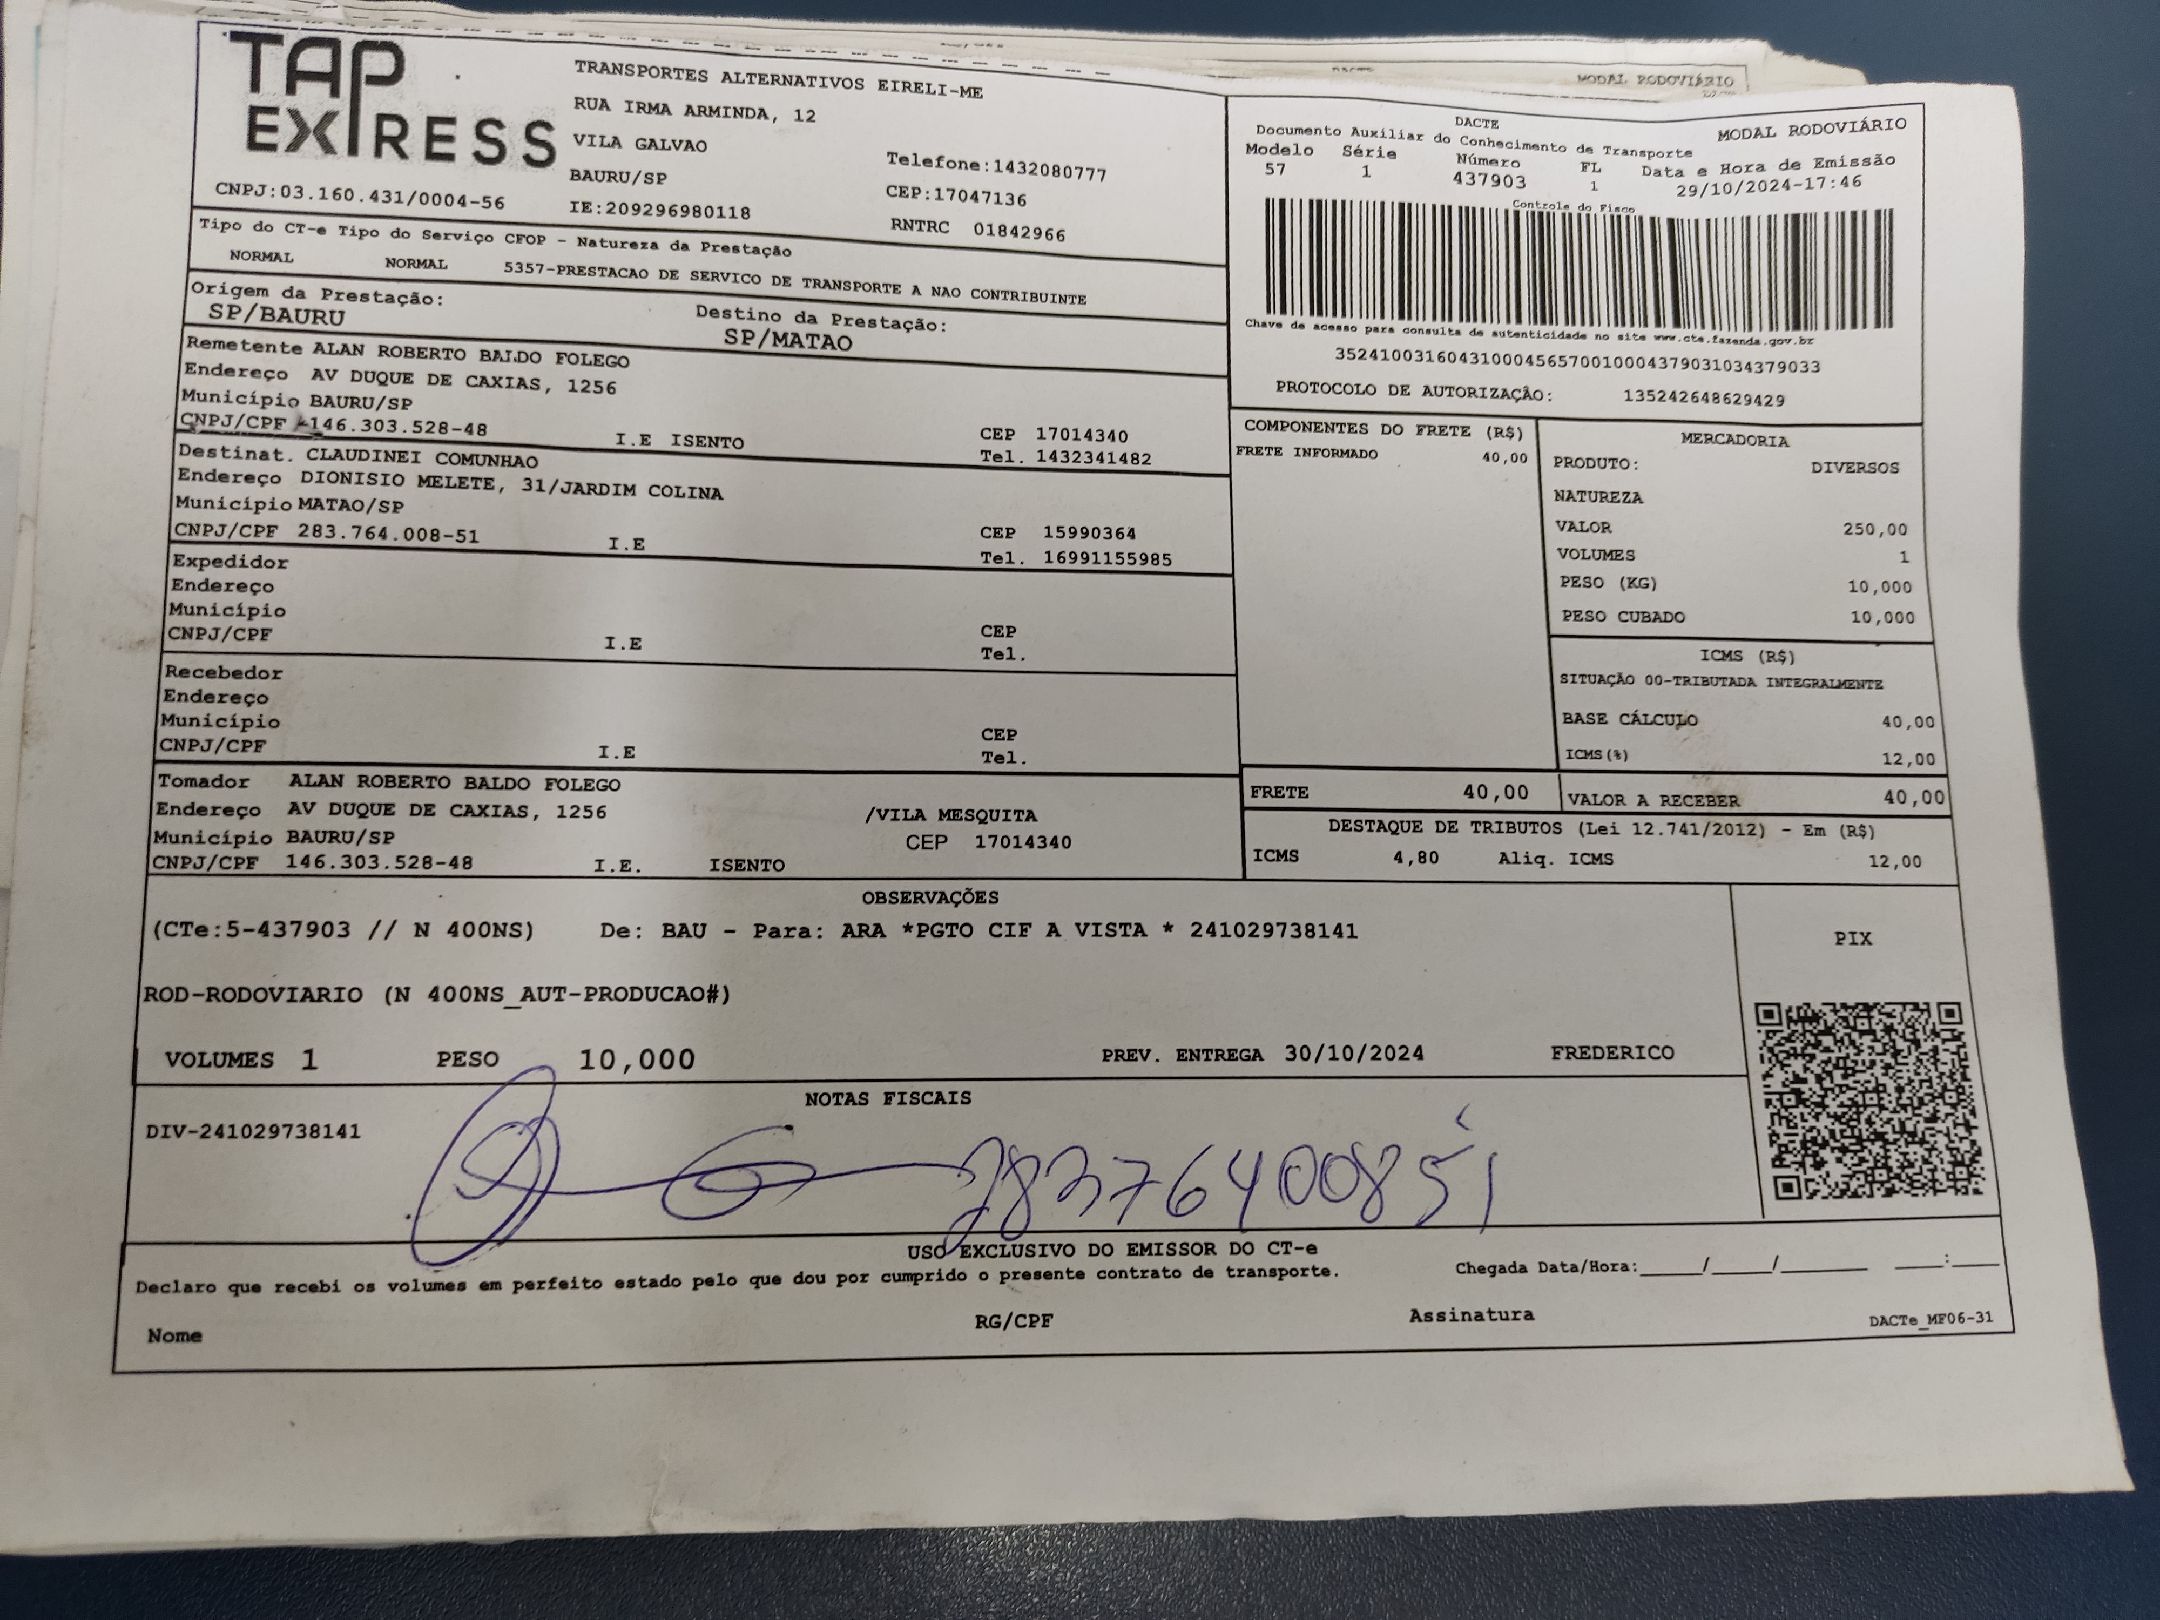 MODAL RODOVIÁRIO
TAP EXPRESS
CNPJ:03.160.431/0004-56
TRANSPORTES ALTERNATIVOS EIRELI-ME
RUA IRMA ARMINDA, 12
VILA GALVAO
BAURU/SP
IE:209296980118
Telefone:1432080777
CEP:17047136
RNTRC 01842966
DACTE
MODAL RODOVIÁRIO
Documento Auxiliar do Conhecimento de Transporte
Modelo Série Número FL Data e Hora de Emissão
57 1 437903 1 29/10/2024-17:46
Controle do Fisco
Chave de acesso para consulta de autenticidade no site www.cte.fazenda.gov.br
35241003160431000456570010004379031034379033
PROTOCOLO DE AUTORIZAÇÃO: 135242648629429
Tipo do CT-e Tipo do Serviço CFOP - Natureza da Prestação
NORMAL NORMAL 5357-PRESTACAO DE SERVICO DE TRANSPORTE A NAO CONTRIBUINTE
Origem da Prestação: Destino da Prestação:
SP/BAURU SP/MATAO
Remetente ALAN ROBERTO BALDO FOLEGO
Endereço AV DUQUE DE CAXIAS, 1256
Município BAURU/SP CEP 17014340
CNPJ/CPF 146.303.528-48 I.E ISENTO Tel. 1432341482
Destinat. CLAUDINEI COMUNHAO
Endereço DIONISIO MELETE, 31/JARDIM COLINA
Município MATAO/SP CEP 15990364
CNPJ/CPF 283.764.008-51 I.E Tel. 16991155985
Expedidor
Endereço
Município CEP
CNPJ/CPF I.E Tel.
Recebedor
Endereço
Município CEP
CNPJ/CPF I.E Tel.
Tomador ALAN ROBERTO BALDO FOLEGO
Endereço AV DUQUE DE CAXIAS, 1256 /VILA MESQUITA
Município BAURU/SP CEP 17014340
CNPJ/CPF 146.303.528-48 I.E. ISENTO
COMPONENTES DO FRETE (R$)
FRETE INFORMADO 40,00
MERCADORIA
PRODUTO: DIVERSOS
NATUREZA
VALOR 250,00
VOLUMES 1
PESO (KG) 10,000
PESO CUBADO 10,000
ICMS (R$)
SITUAÇÃO 00-TRIBUTADA INTEGRALMENTE
BASE CÁLCULO 40,00
ICMS(%) 12,00
FRETE 40,00 VALOR A RECEBER 40,00
DESTAQUE DE TRIBUTOS (Lei 12.741/2012) - Em (R$)
ICMS 4,80 Aliq. ICMS 12,00
OBSERVAÇÕES
(CTe:5-437903 // N 400NS) De: BAU - Para: ARA *PGTO CIF A VISTA * 241029738141
PIX
ROD-RODOVIARIO (N 400NS_AUT-PRODUCAO#)
VOLUMES 1 PESO 10,000 PREV. ENTREGA 30/10/2024 FREDERICO
NOTAS FISCAIS
DIV-241029738141
28376400851
USO EXCLUSIVO DO EMISSOR DO CT-e
Declaro que recebi os volumes em perfeito estado pelo que dou por cumprido o presente contrato de transporte. Chegada Data/Hora:_____/_____/_______ ____:____
Nome RG/CPF Assinatura DACTe_MF06-31